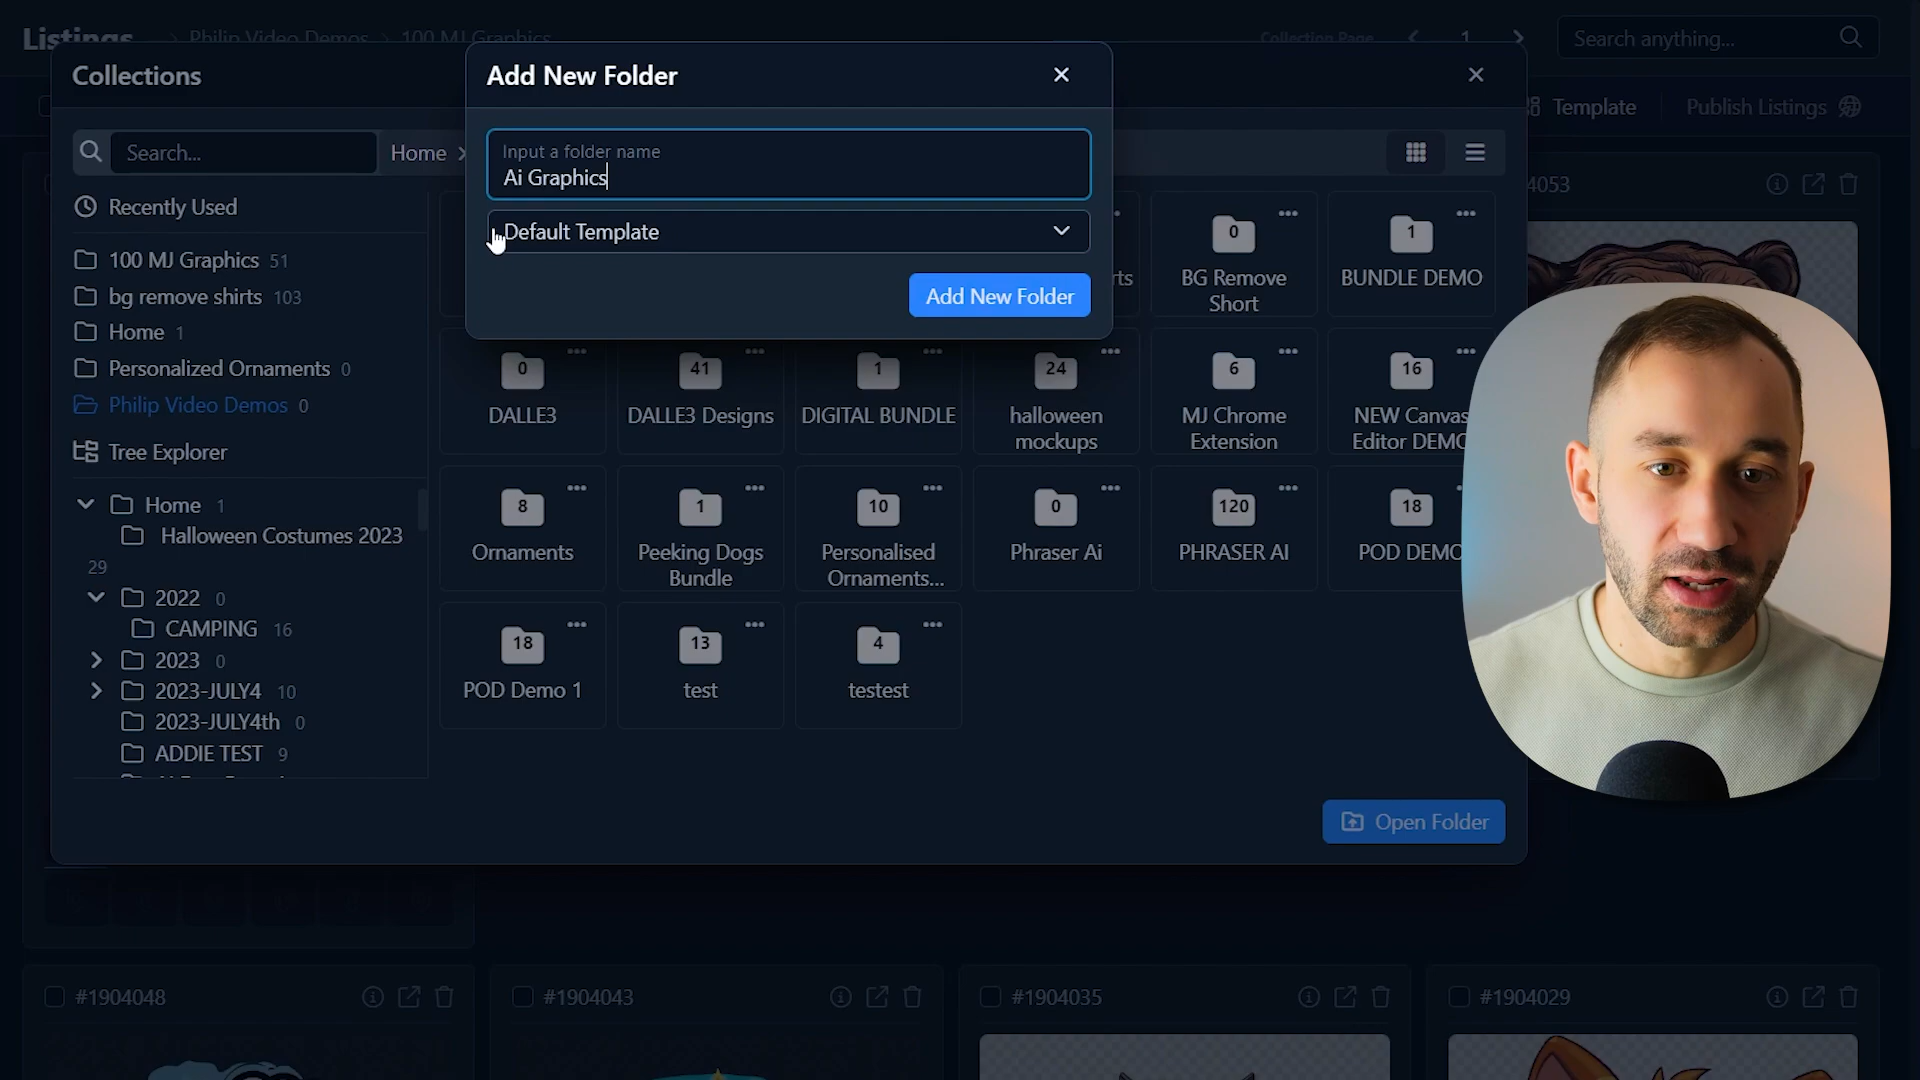 Listings
Philip Video Demos > 100 MJ Graphics
Collection Page
1
Search anything...
Collections
Add New Folder
Template
Publish Listings
Search...
Home
Input a folder name
Ai Graphics
Default Template
Add New Folder
Recently Used
100 MJ Graphics 51
bg remove shirts 103
Home 1
Personalized Ornaments 0
Philip Video Demos 0
Tree Explorer
Home 1
Halloween Costumes 2023
29
2022 0
CAMPING 16
2023 0
2023-JULY4 10
2023-JULY4th 0
ADDIE TEST 9
0
BG Remove
Short
1
BUNDLE DEMO
0
DALLE3
41
DALLE3 Designs
1
DIGITAL BUNDLE
24
halloween
mockups
6
MJ Chrome
Extension
16
NEW Canvas
Editor DEMO
8
Ornaments
1
Peeking Dogs
Bundle
10
Personalised
Ornaments...
0
Phraser Ai
120
PHRASER AI
18
POD DEMO
18
POD Demo 1
13
test
4
testest
Open Folder
4053
#1904048
#1904043
#1904035
#1904029